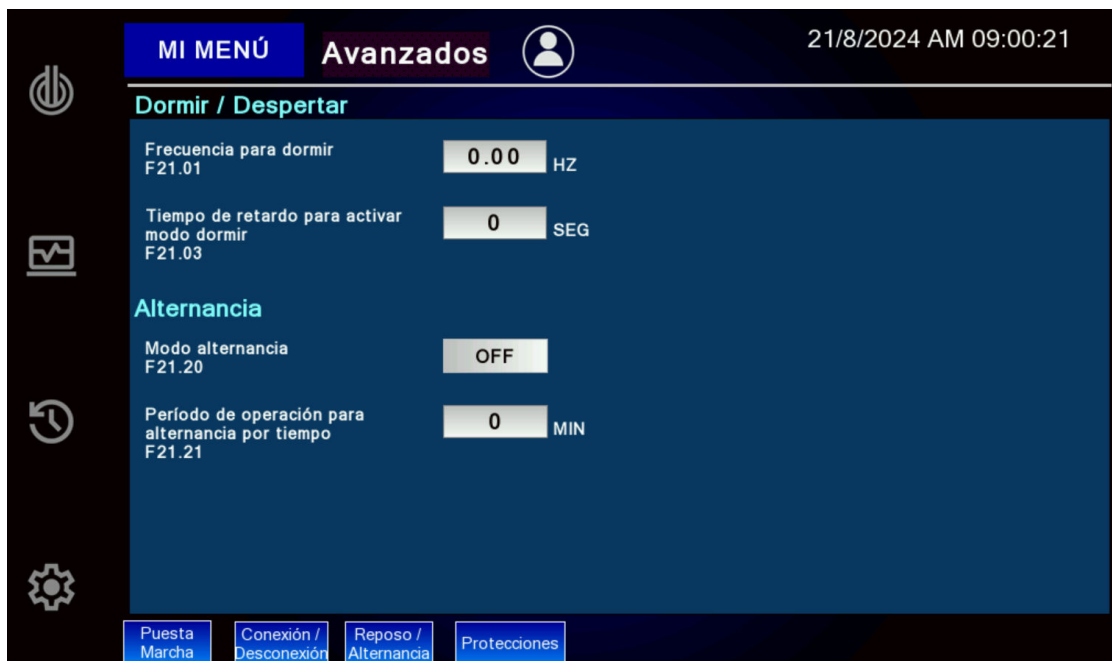 MI MENÚ
Avanzados
21/8/2024 AM 09:00:21
Dormir / Despertar
Frecuencia para dormir
F21.01
0.00 HZ
Tiempo de retardo para activar
modo dormir
F21.03
0 SEG
Alternancia
Modo alternancia
F21.20
OFF
Período de operación para
alternancia por tiempo
F21.21
0 MIN
Puesta
Marcha
Conexión /
Desconexión
Reposo /
Alternancia
Protecciones